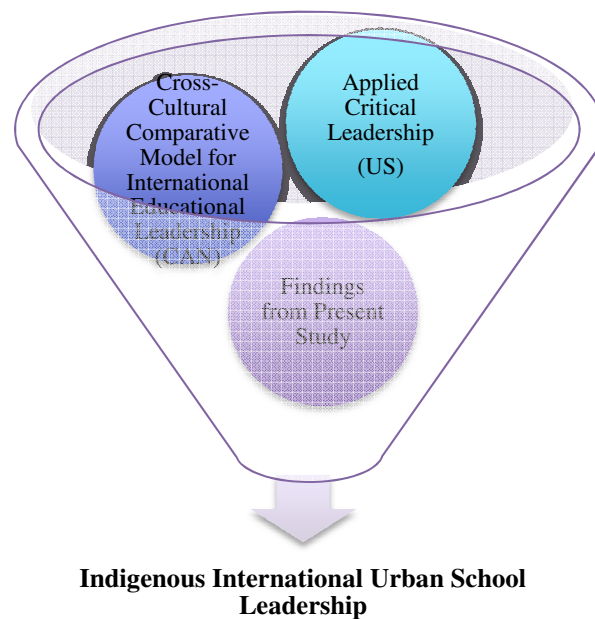 Cross-
Cultural
Comparative
Model for
International
Educational
Leadership
(CAN)
Applied
Critical
Leadership
(US)
Findings
from Present
Study
Indigenous International Urban School
Leadership